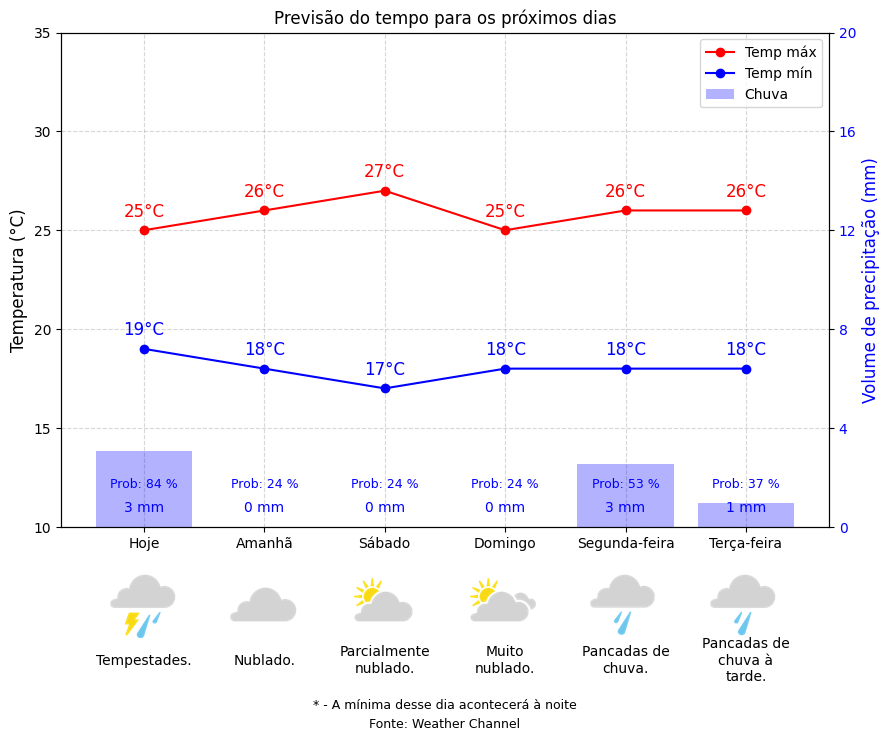 Previsão do tempo para os próximos dias
Temp máx
Temp mín
Chuva
Temperatura (°C)
Volume de precipitação (mm)
35
30
25
20
15
10
20
16
12
8
4
0
25°C
26°C
27°C
25°C
26°C
26°C
19°C
18°C
17°C
18°C
18°C
18°C
Prob: 84 %
Prob: 24 %
Prob: 24 %
Prob: 24 %
Prob: 53 %
Prob: 37 %
3 mm
0 mm
0 mm
0 mm
3 mm
1 mm
Hoje
Amanhã
Sábado
Domingo
Segunda-feira
Terça-feira
Tempestades.
Nublado.
Parcialmente
nublado.
Muito
nublado.
Pancadas de
chuva.
Pancadas de
chuva à
tarde.
* - A mínima desse dia acontecerá à noite
Fonte: Weather Channel